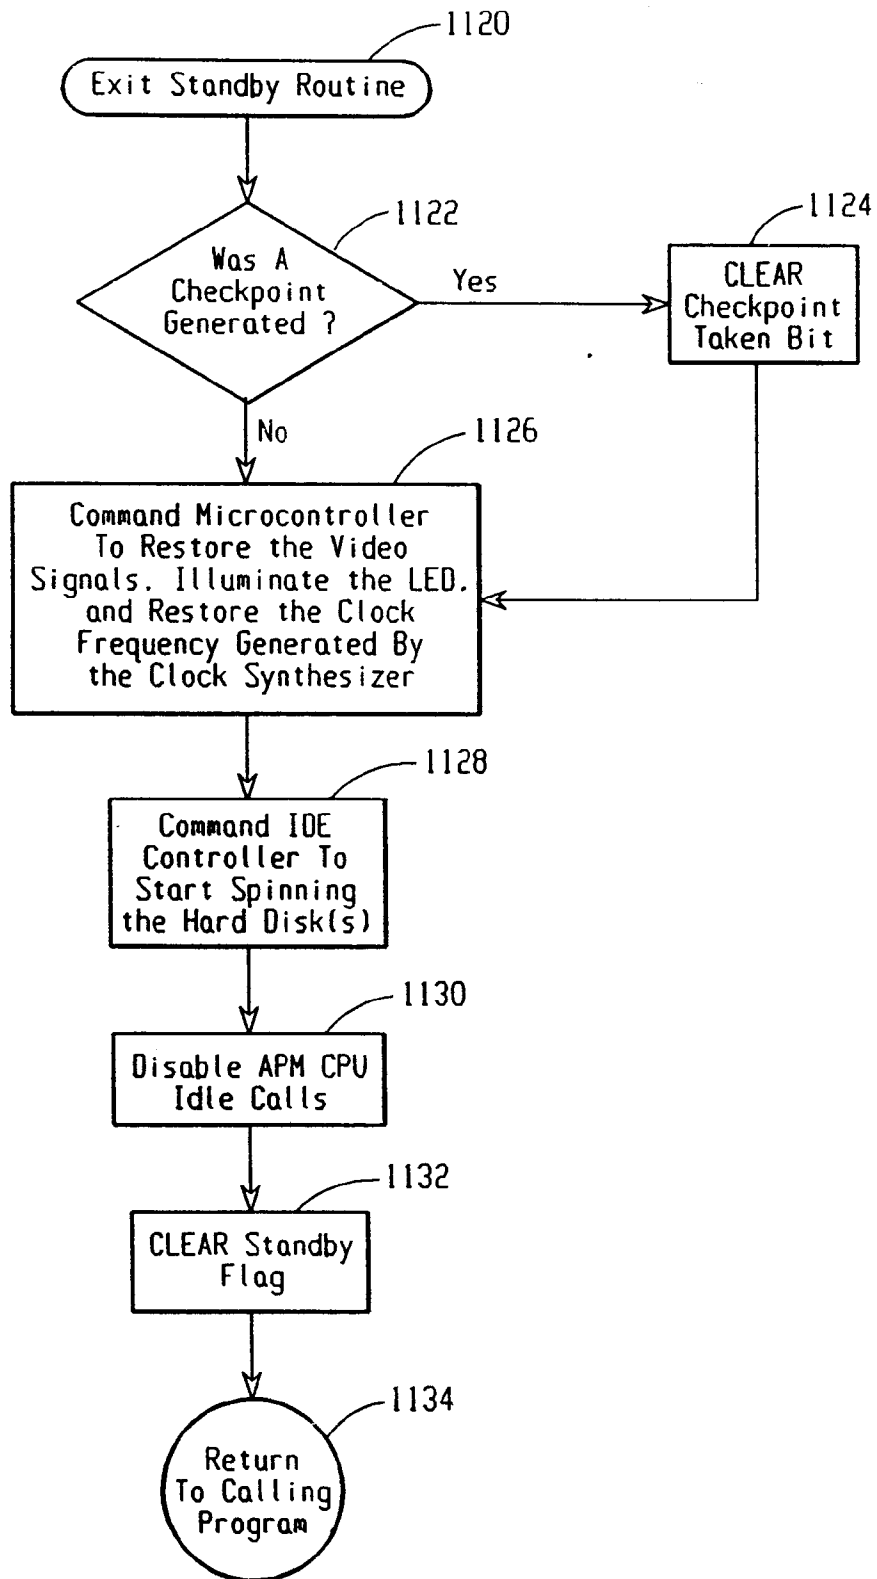 1120
Exit Standby Routine
1122
Was A
Checkpoint
Generated ?
Yes
1124
CLEAR
Checkpoint
Taken Bit
No
1126
Command Microcontroller
To Restore the Video
Signals. Illuminate the LED.
and Restore the Clock
Frequency Generated By
the Clock Synthesizer
1128
Command IDE
Controller To
Start Spinning
the Hard Disk(s)
1130
Disable APM CPU
Idle Calls
1132
CLEAR Standby
Flag
1134
Return
To Calling
Program